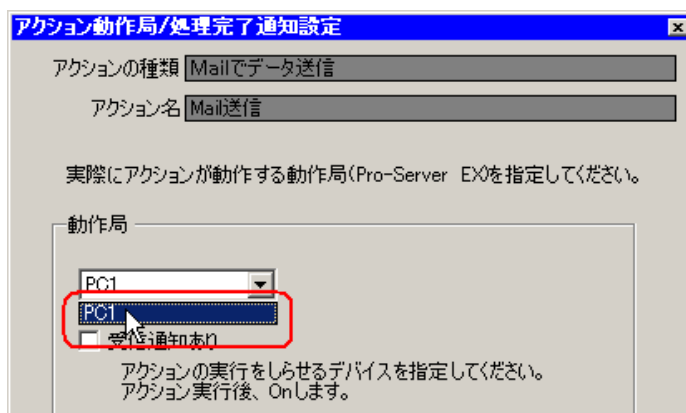 アクション動作局/処理完了通知設定
アクションの種類 Mailでデータ送信
アクション名 Mail送信
実際にアクションが動作する動作局(Pro-Server EX)を指定してください。
動作局
PC1
PC1
受信通知あり
アクションの実行をしらせるデバイスを指定してください。
アクション実行後、Onします。